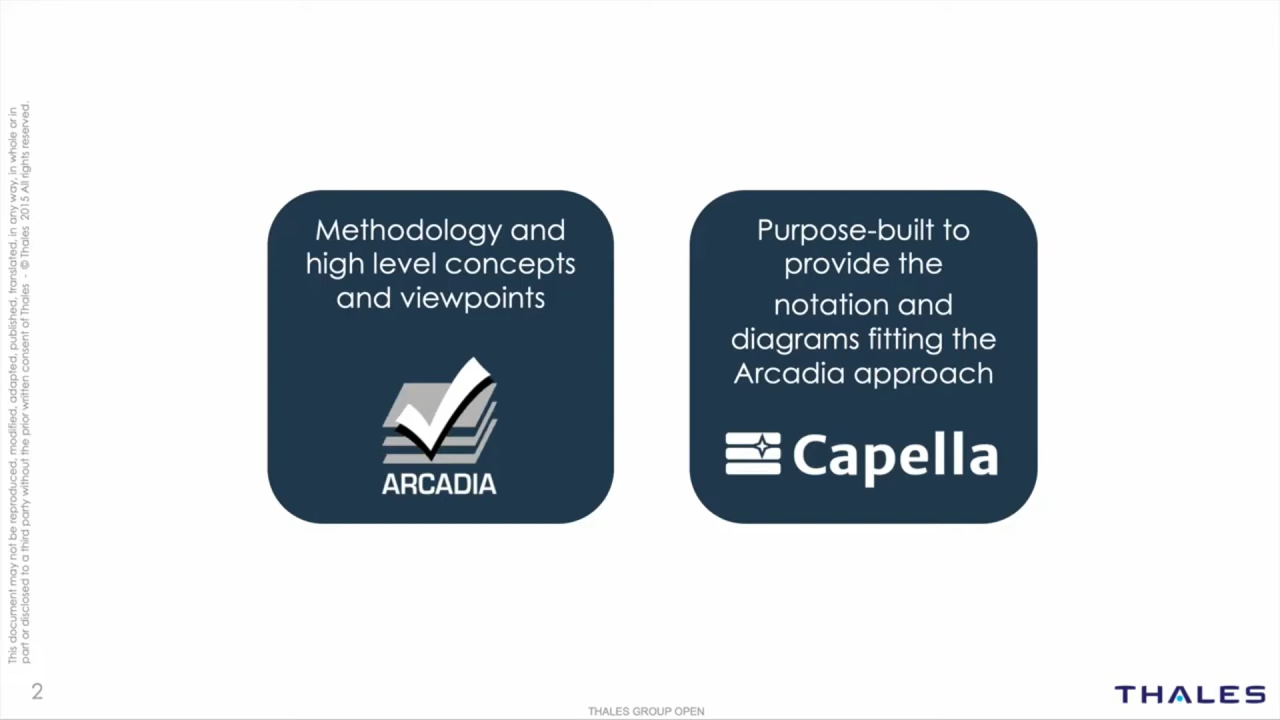 This document may not be reproduced, modified, adapted, published, translated, in any way, in whole or in
part or disclosed to a third party without the prior written consent of Thales - © Thales 2015 All rights reserved.
Methodology and
high level concepts
and viewpoints
ARCADIA
Purpose-built to
provide the
notation and
diagrams fitting the
Arcadia approach
Capella
2
THALES GROUP OPEN
THALES